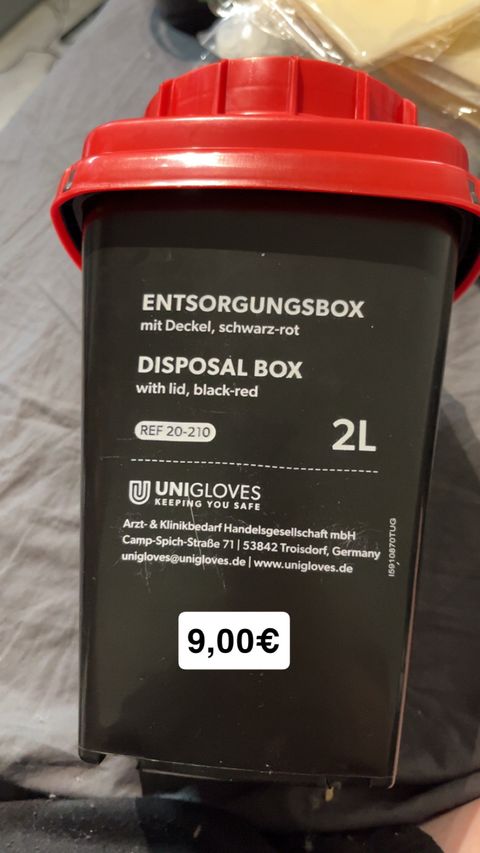 ENTSORGUNGSBOX
mit Deckel, schwarz-rot
DISPOSAL BOX
with lid, black-red
REF 20-210
2L
UNIGLOVES
KEEPING YOU SAFE
Arzt- & Klinikbedarf Handelsgesellschaft mbH
Camp-Spich-Straße 71 | 53842 Troisdorf, Germany
unigloves@unigloves.de | www.unigloves.de
I5910870TUG
9,00€